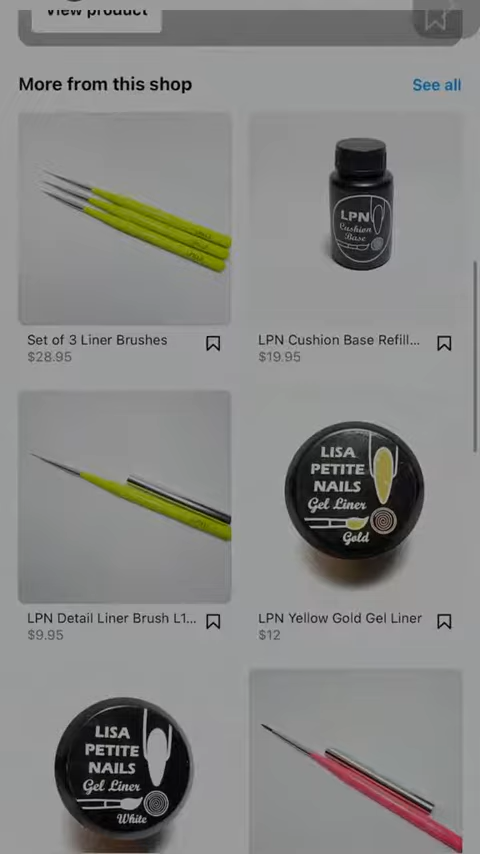 View product
More from this shop
See all
LPN
Cushion
Base
Set of 3 Liner Brushes
$28.95
LPN Cushion Base Refill...
$19.95
LISA
PETITE
NAILS
Gel Liner
Gold
LPN Detail Liner Brush L1...
$9.95
LPN Yellow Gold Gel Liner
$12
LISA
PETITE
NAILS
Gel Liner
White